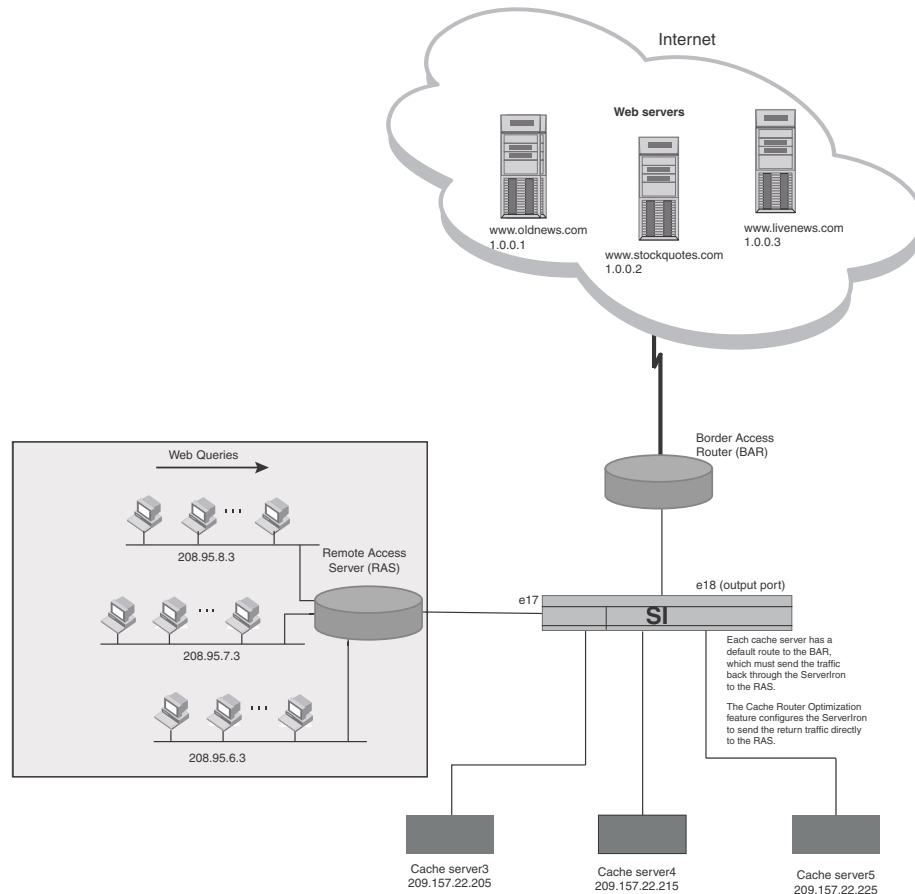 Internet
Web servers
www.oldnews.com
1.0.0.1
www.stockquotes.com
1.0.0.2
www.livenews.com
1.0.0.3
Border Access
Router (BAR)
Web Queries
208.95.8.3
Remote Access
Server (RAS)
208.95.7.3
208.95.6.3
e17
e18 (output port)
SI
Each cache server has a
default route to the BAR,
which must send the traffic
back through the ServerIron
to the RAS.
The Cache Router Optimization
feature configures the ServerIron
to send the return traffic directly
to the RAS.
Cache server3
209.157.22.205
Cache server4
209.157.22.215
Cache server5
209.157.22.225